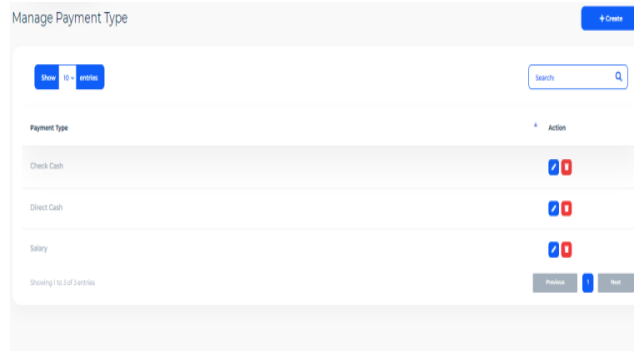 Manage Payment Type
+ Create
Show 10 entries
Search:
Payment Type Action
Check Cash
Direct Cash
Salary
Showing 1 to 3 of 3 entries
Previous 1 Next